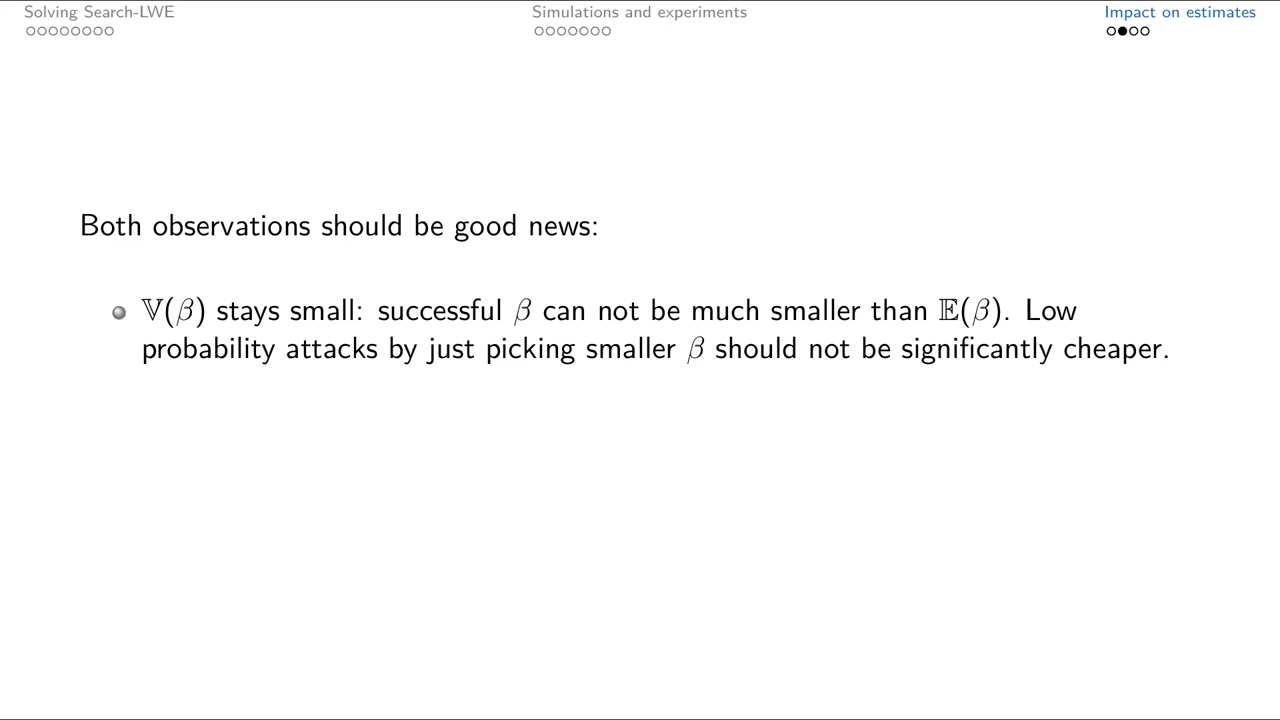 Solving Search-LWE
Simulations and experiments
Impact on estimates
Both observations should be good news:
𝕍(β) stays small: successful β can not be much smaller than 𝔼(β). Low
probability attacks by just picking smaller β should not be significantly cheaper.